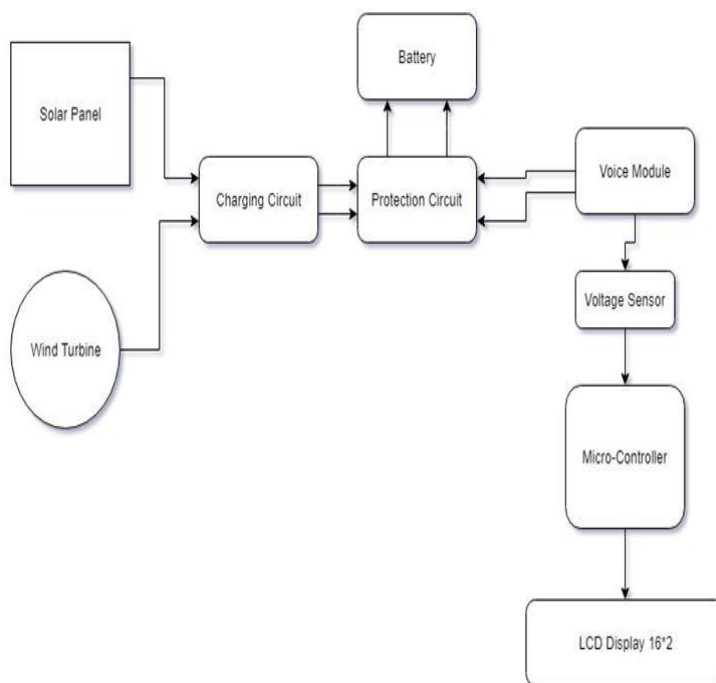 Battery
Solar Panel
Voice Module
Charging Circuit
Protection Circuit
Voltage Sensor
Wind Turbine
Micro-Controller
LCD Display 16*2